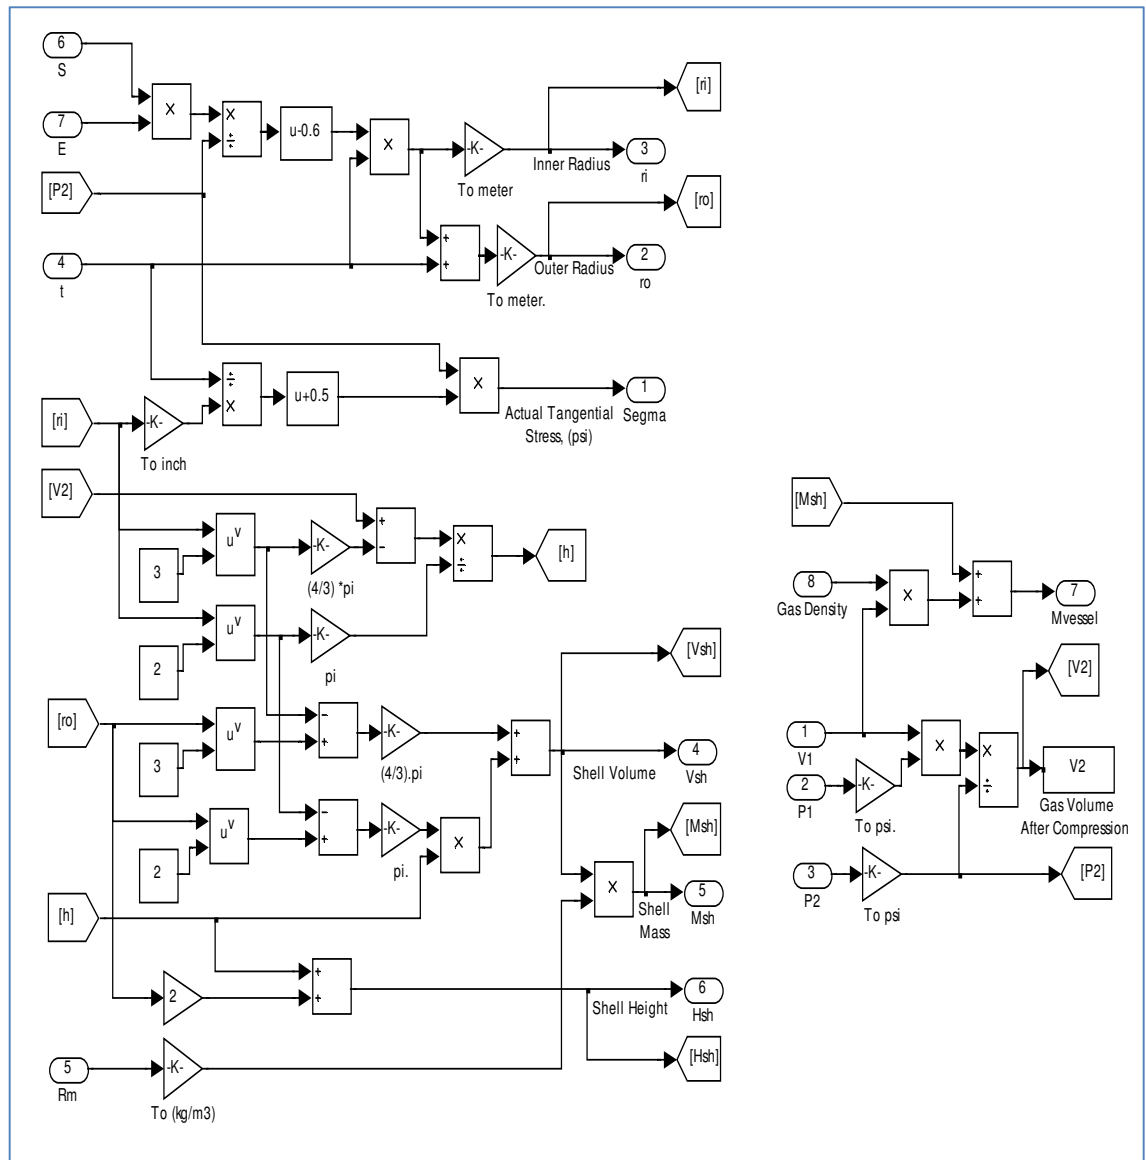 6
S
[ri]
7
E
X
X
÷
u-0.6
X
-K-
To meter
Inner Radius
3
ri
[P2]
[ro]
4
t
+
+
-K-
To meter.
Outer Radius
2
ro
÷
X
u+0.5
X
Actual Tangential
Stress, (psi)
1
Segma
[ri]
-K-
To inch
[V2]
3
u^v
-K-
(4/3) *pi
+
-
X
÷
[h]
2
u^v
-K-
pi
[Vsh]
[ro]
3
u^v
-
+
-K-
(4/3).pi
+
+
Shell Volume
4
Vsh
2
u^v
-
+
-K-
pi.
X
[Msh]
X
Shell
Mass
5
Msh
[h]
2
+
+
Shell Height
6
Hsh
[Hsh]
5
Rm
-K-
To (kg/m3)
[Msh]
8
Gas Density
X
+
+
7
Mvessel
[V2]
1
V1
X
X
÷
V2
Gas Volume
After Compression
2
P1
-K-
To psi.
3
P2
-K-
To psi
[P2]